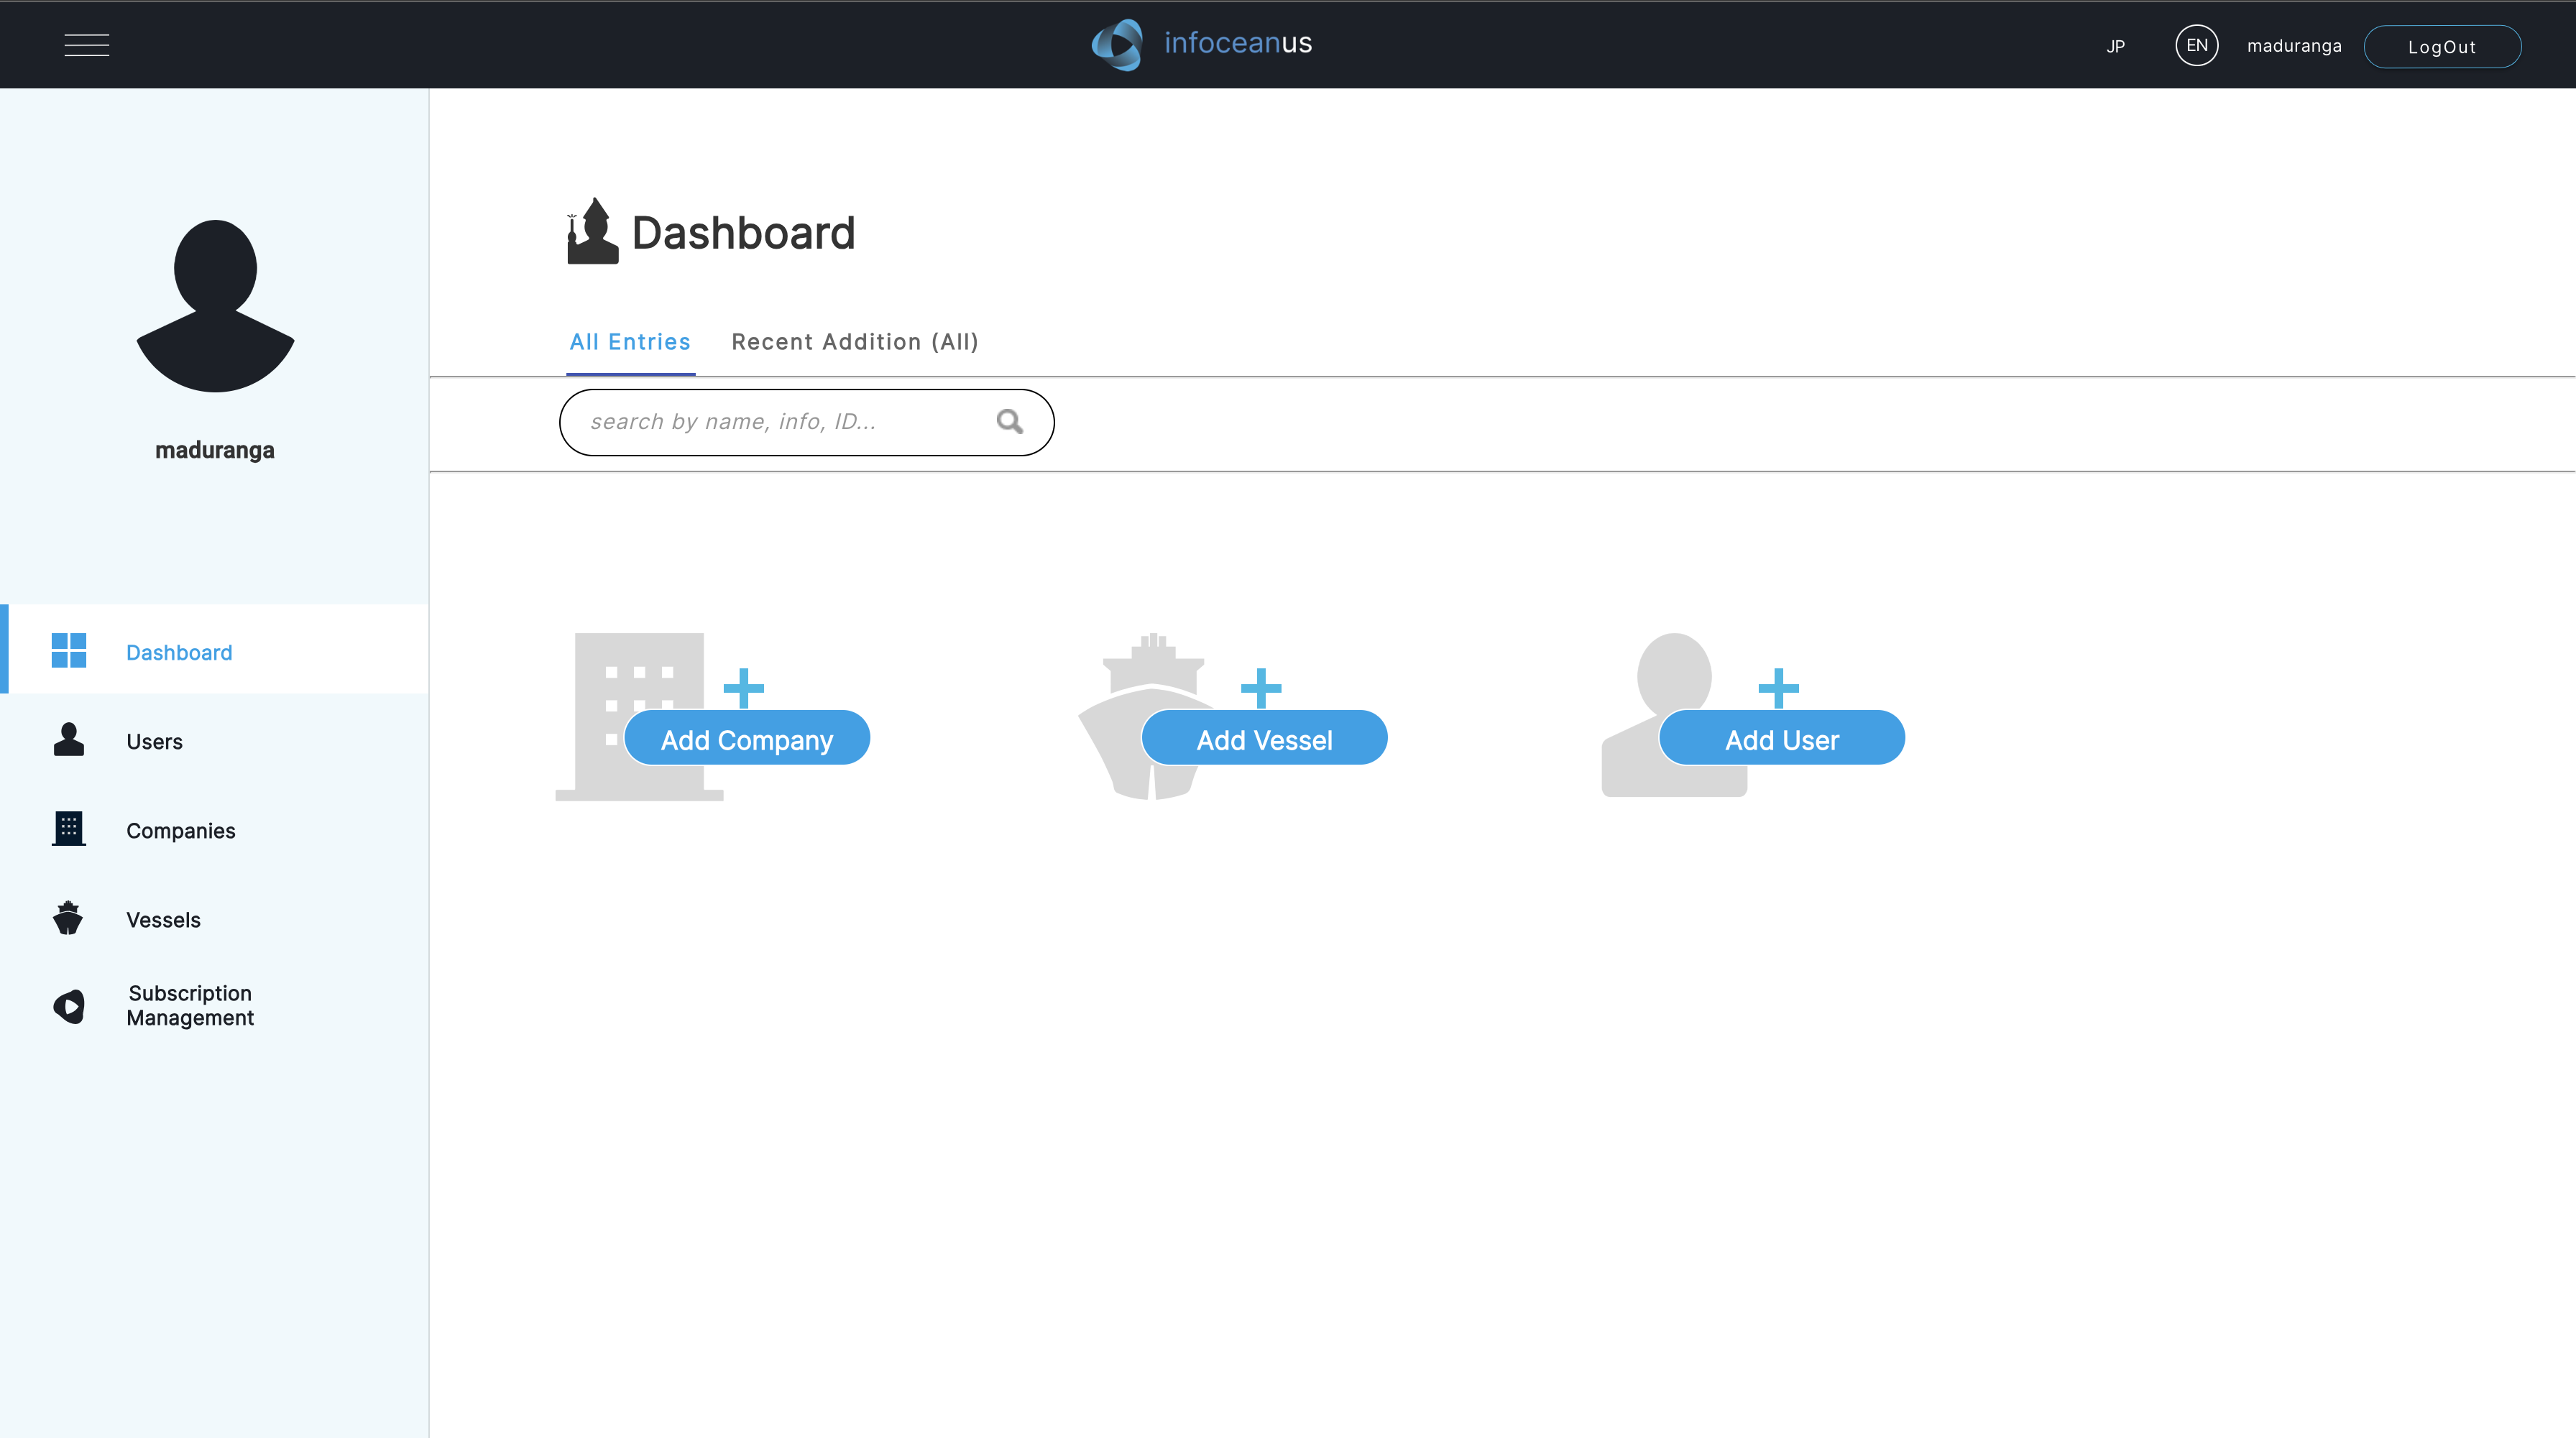 infoceanus
JP
EN
maduranga
LogOut
maduranga
Dashboard
Users
Companies
Vessels
Subscription
Management
Dashboard
All Entries
Recent Addition (All)
search by name, info, ID...
Add Company
Add Vessel
Add User